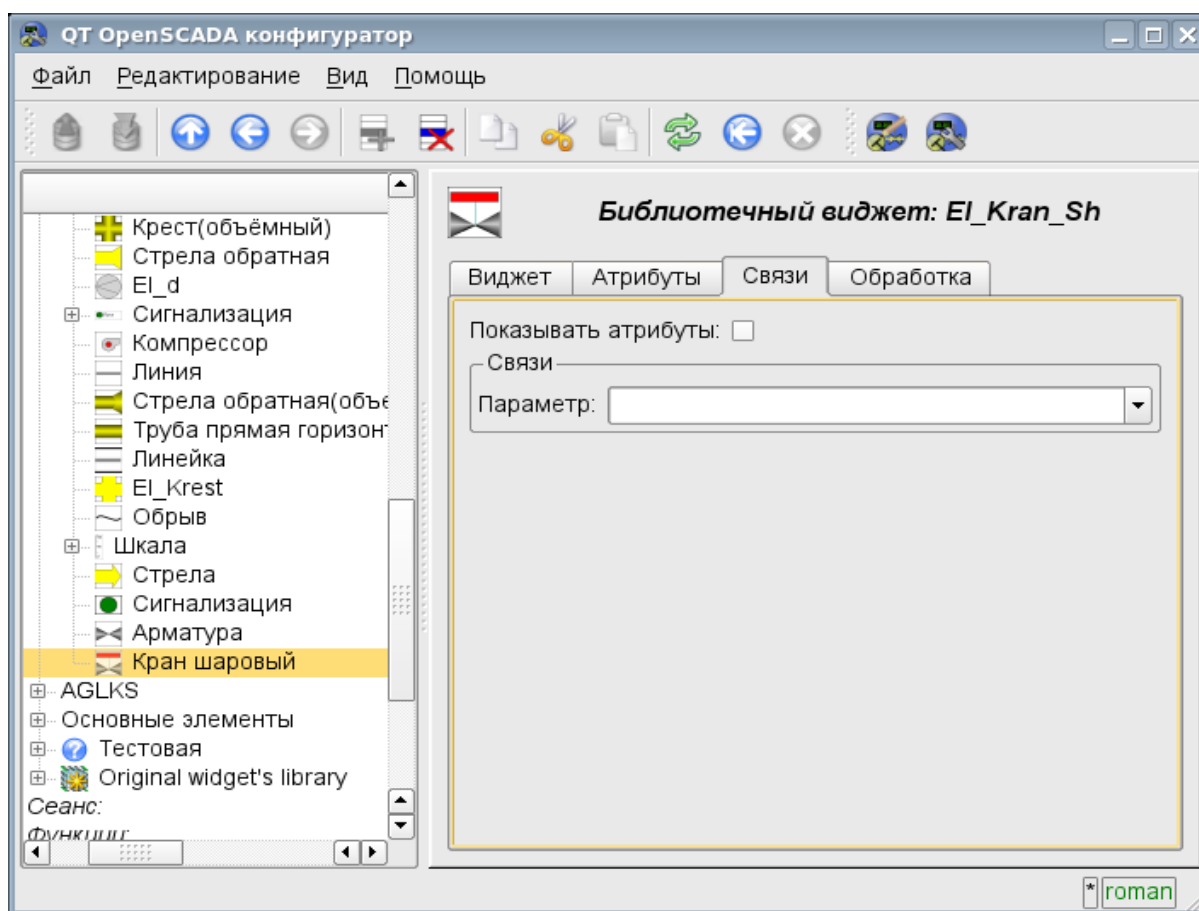 QT OpenSCADA конфигуратор
Файл Редактирование Вид Помощь
Крест(объёмный)
Стрела обратная
El_d
Сигнализация
Компрессор
Линия
Стрела обратная(объе
Труба прямая горизонт
Линейка
El_Krest
Обрыв
Шкала
Стрела
Сигнализация
Арматура
Кран шаровый
AGLKS
Основные элементы
Тестовая
Original widget's library
Сеанс:
Функции:
Библиотечный виджет: El_Kran_Sh
Виджет Атрибуты Связи Обработка
Показывать атрибуты:
Связи
Параметр:
* roman